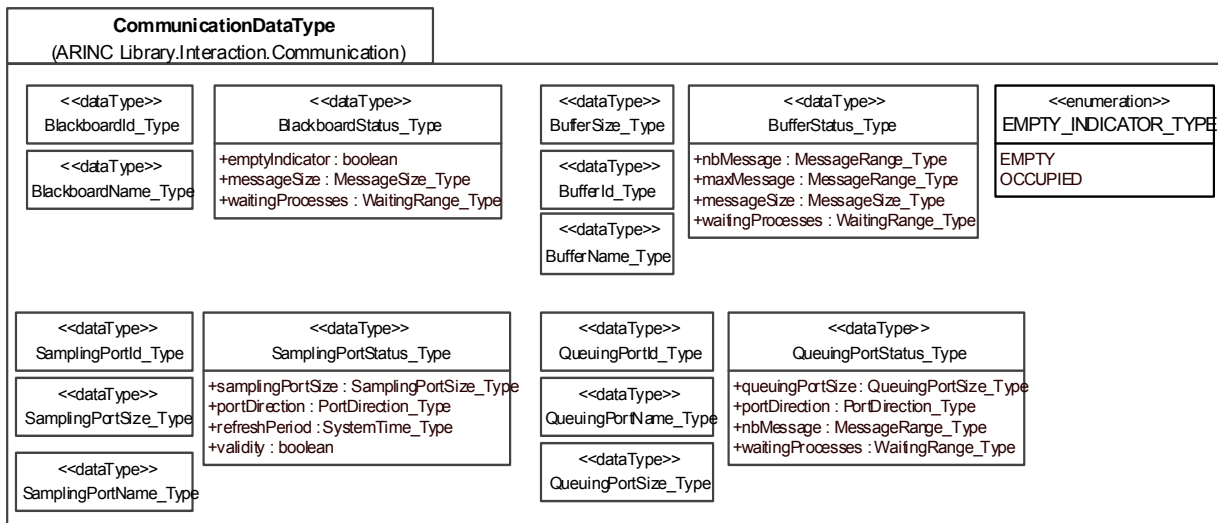 CommunicationDataType
(ARINC Library.Interaction.Communication)
<<dataType>>
BlackboardId_Type
<<dataType>>
BlackboardName_Type
<<dataType>>
BlackboardStatus_Type
+emptyIndicator : boolean
+messageSize : MessageSize_Type
+waitingProcesses : WaitingRange_Type
<<dataType>>
BufferSize_Type
<<dataType>>
BufferId_Type
<<dataType>>
BufferName_Type
<<dataType>>
BufferStatus_Type
+nbMessage : MessageRange_Type
+maxMessage : MessageRange_Type
+messageSize : MessageSize_Type
+waitingProcesses : WaitingRange_Type
<<enumeration>>
EMPTY_INDICATOR_TYPE
EMPTY
OCCUPIED
<<dataType>>
SamplingPortId_Type
<<dataType>>
SamplingPortSize_Type
<<dataType>>
SamplingPortName_Type
<<dataType>>
SamplingPortStatus_Type
+samplingPortSize : SamplingPortSize_Type
+portDirection : PortDirection_Type
+refreshPeriod : SystemTime_Type
+validity : boolean
<<dataType>>
QueuingPortId_Type
<<dataType>>
QueuingPortName_Type
<<dataType>>
QueuingPortSize_Type
<<dataType>>
QueuingPortStatus_Type
+queuingPortSize : QueuingPortSize_Type
+portDirection : PortDirection_Type
+nbMessage : MessageRange_Type
+waitingProcesses : WaitingRange_Type